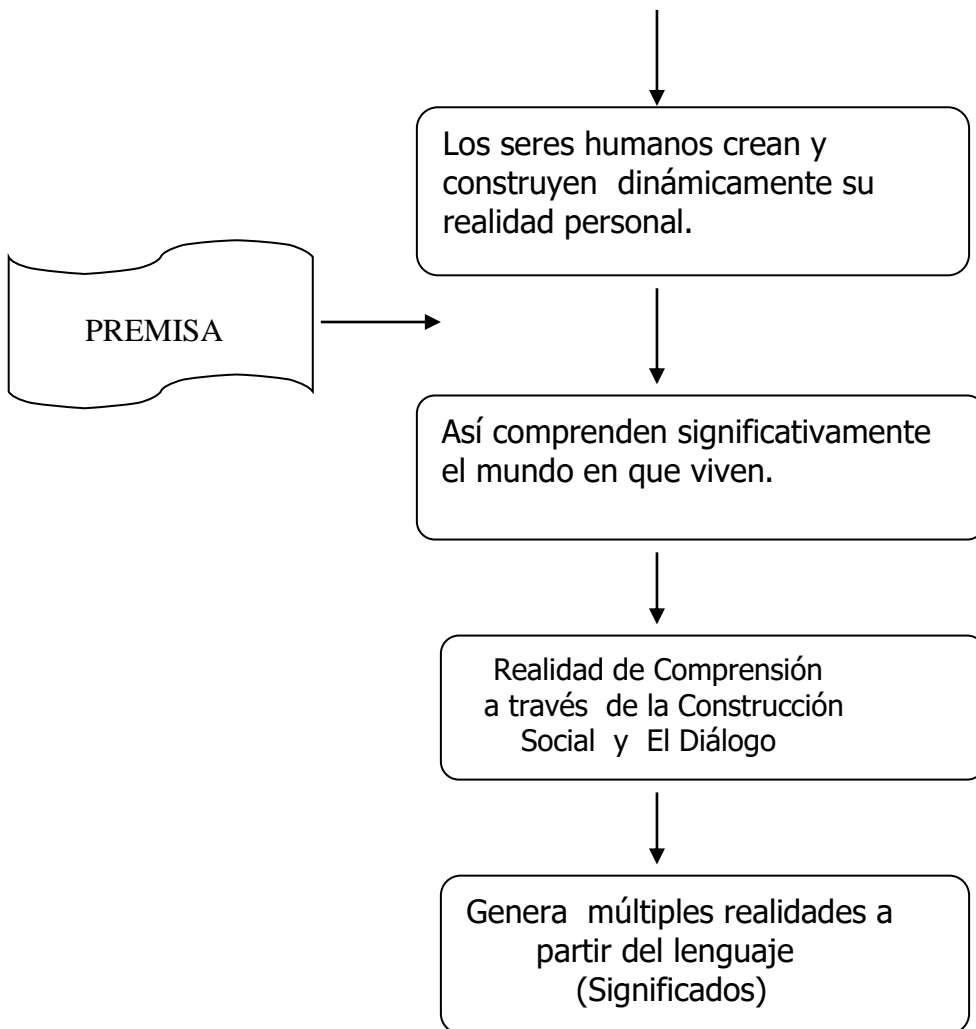 Los seres humanos crean y
construyen  dinámicamente su
realidad personal.
PREMISA
Así comprenden significativamente
el mundo en que viven.
Realidad de Comprensión
a través  de la Construcción
Social  y  El Diálogo
Genera  múltiples realidades a
partir del lenguaje
(Significados)